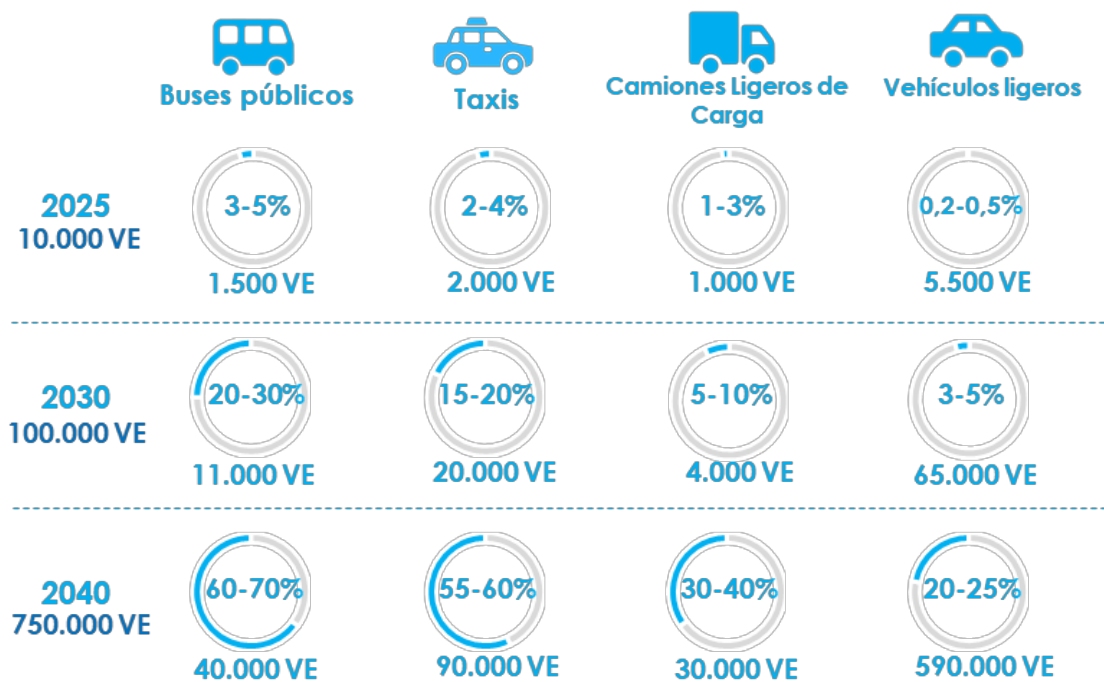 Buses públicos
Taxis
Camiones Ligeros de
Carga
Vehículos ligeros
2025
10.000 VE
3-5%
1.500 VE
2-4%
2.000 VE
1-3%
1.000 VE
0,2-0,5%
5.500 VE
2030
100.000 VE
20-30%
11.000 VE
15-20%
20.000 VE
5-10%
4.000 VE
3-5%
65.000 VE
2040
750.000 VE
60-70%
40.000 VE
55-60%
90.000 VE
30-40%
30.000 VE
20-25%
590.000 VE